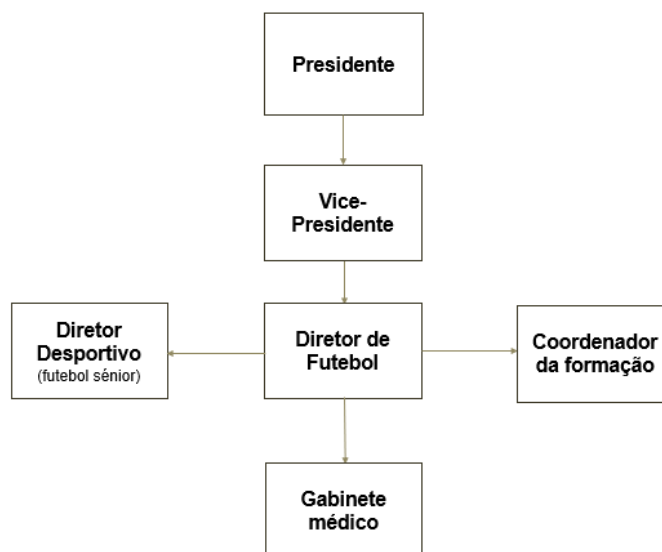 Presidente
Vice-
Presidente
Diretor
Desportivo
(futebol sénior)
Diretor de
Futebol
Coordenador
da formação
Gabinete
médico